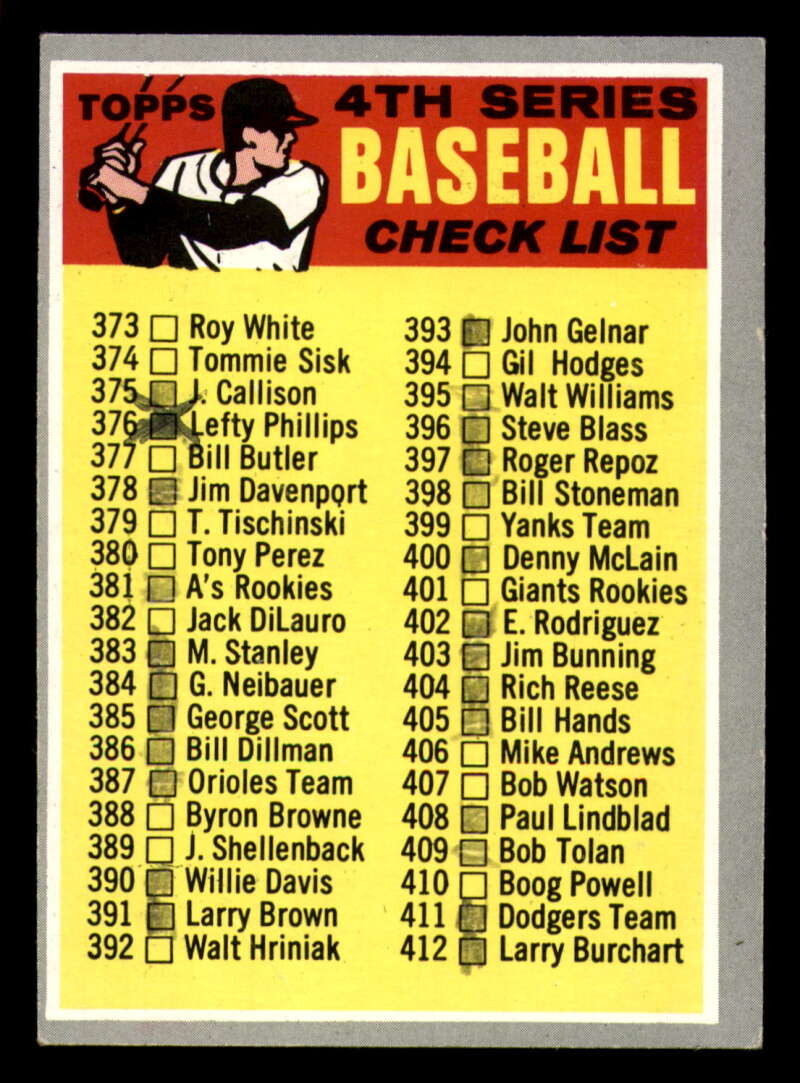 TOPPS
4TH SERIES
BASEBALL
CHECK LIST
373 Roy White
374 Tommie Sisk
375 J. Callison
376 Lefty Phillips
377 Bill Butler
378 Jim Davenport
379 T. Tischinski
380 Tony Perez
381 A's Rookies
382 Jack DiLauro
383 M. Stanley
384 G. Neibauer
385 George Scott
386 Bill Dillman
387 Orioles Team
388 Byron Browne
389 J. Shellenback
390 Willie Davis
391 Larry Brown
392 Walt Hriniak
393 John Gelnar
394 Gil Hodges
395 Walt Williams
396 Steve Blass
397 Roger Repoz
398 Bill Stoneman
399 Yanks Team
400 Denny McLain
401 Giants Rookies
402 E. Rodriguez
403 Jim Bunning
404 Rich Reese
405 Bill Hands
406 Mike Andrews
407 Bob Watson
408 Paul Lindblad
409 Bob Tolan
410 Boog Powell
411 Dodgers Team
412 Larry Burchart